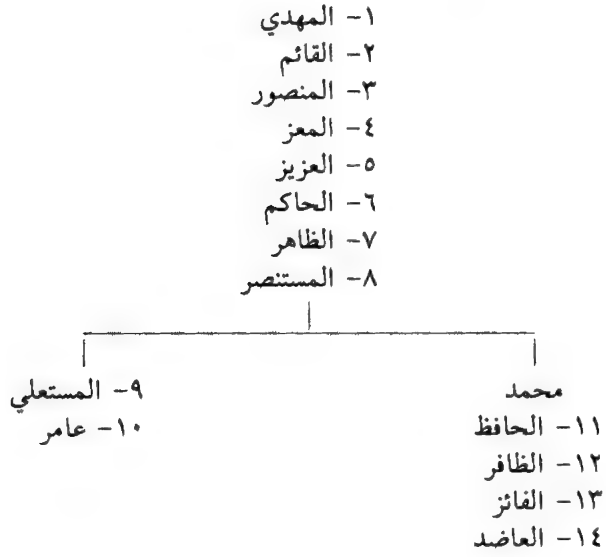 ١- المهدي
٢- القائم
٣- المنصور
٤- المعز
٥- العزيز
٦- الحاكم
٧- الظاهر
٨- المستنصر
محمد
١١- الحافظ
١٢- الظافر
١٣- الفائز
١٤- العاضد
٩- المستعلي
١٠- عامر